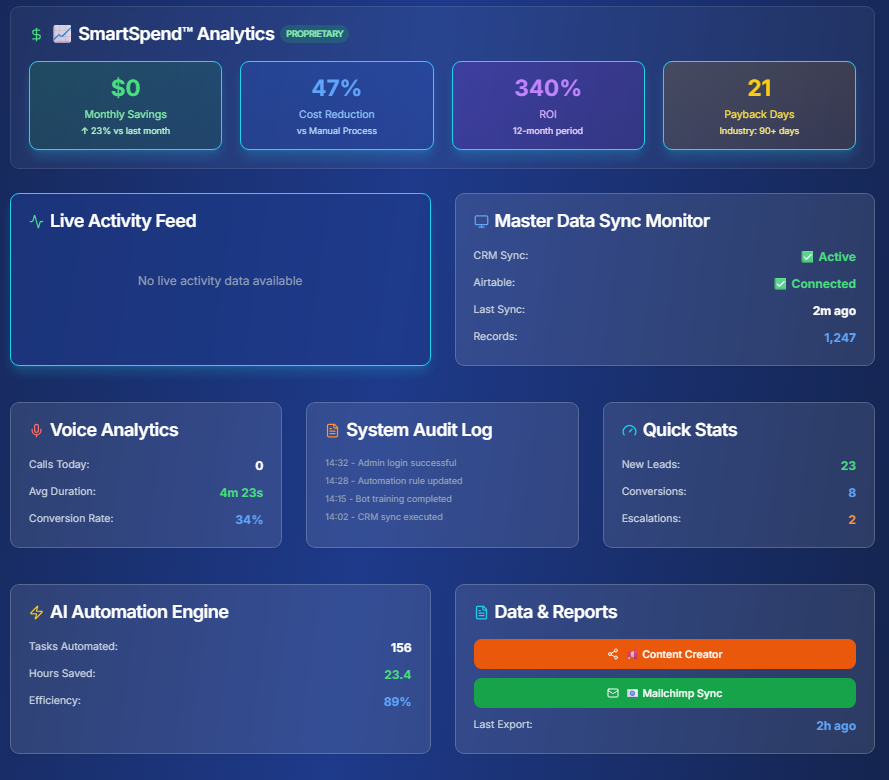 SmartSpend™ Analytics PROPRIETARY
$0
Monthly Savings
↑ 23% vs last month
47%
Cost Reduction
vs Manual Process
340%
ROI
12-month period
21
Payback Days
Industry: 90+ days
Live Activity Feed
No live activity data available
Master Data Sync Monitor
CRM Sync: ✅ Active
Airtable: ✅ Connected
Last Sync: 2m ago
Records: 1,247
Voice Analytics
Calls Today: 0
Avg Duration: 4m 23s
Conversion Rate: 34%
System Audit Log
14:32 - Admin login successful
14:28 - Automation rule updated
14:15 - Bot training completed
14:02 - CRM sync executed
Quick Stats
New Leads: 23
Conversions: 8
Escalations: 2
AI Automation Engine
Tasks Automated: 156
Hours Saved: 23.4
Efficiency: 89%
Data & Reports
Content Creator
Mailchimp Sync
Last Export: 2h ago